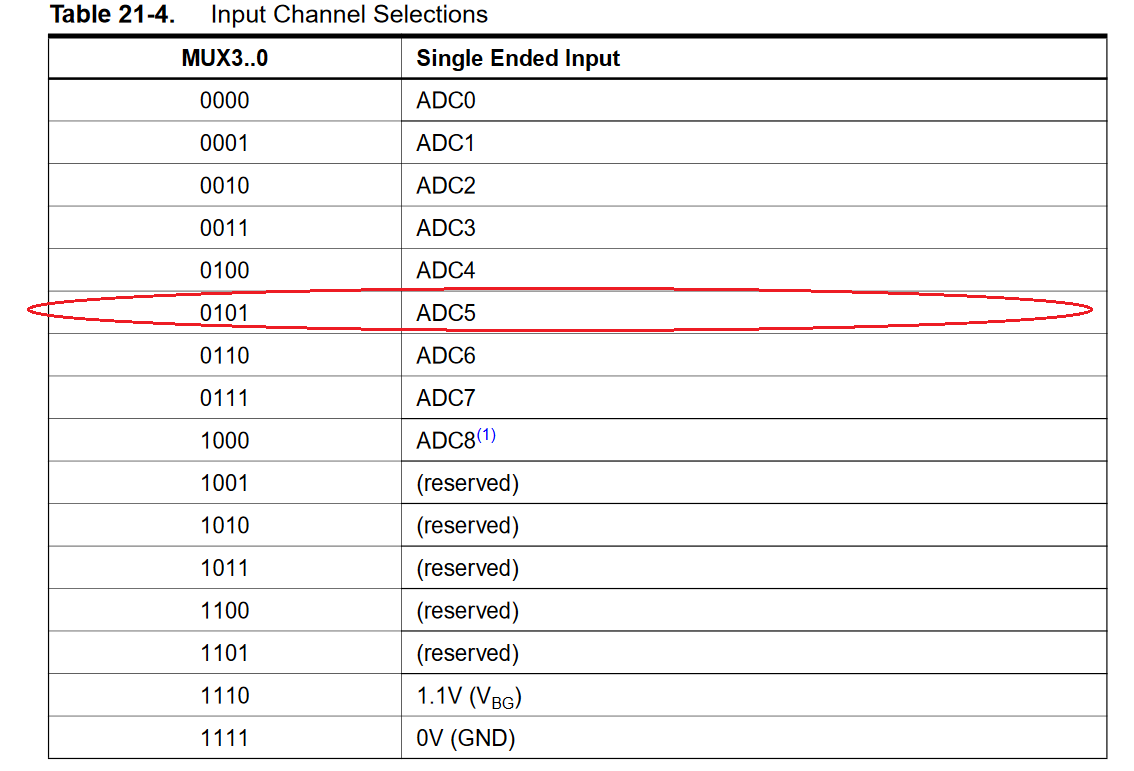 Table 21-4. Input Channel Selections
MUX3..0 Single Ended Input
0000 ADC0
0001 ADC1
0010 ADC2
0011 ADC3
0100 ADC4
0101 ADC5
0110 ADC6
0111 ADC7
1000 ADC8(1)
1001 (reserved)
1010 (reserved)
1011 (reserved)
1100 (reserved)
1101 (reserved)
1110 1.1V (VBG)
1111 0V (GND)